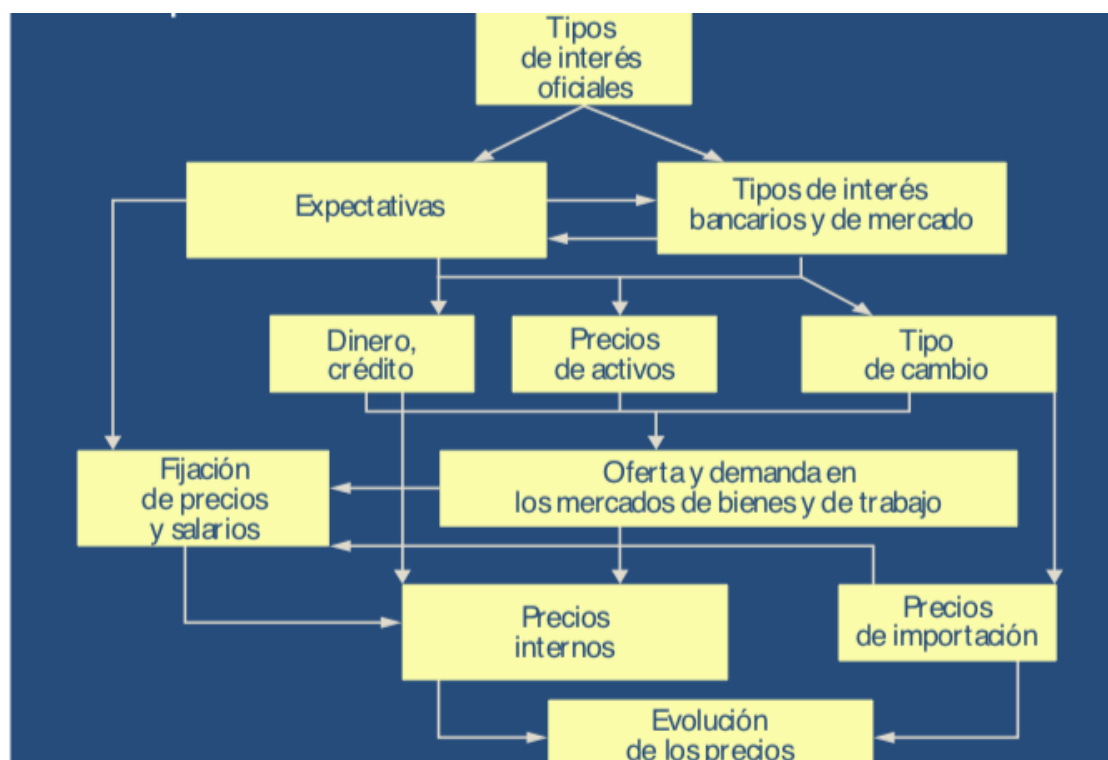 Tipos
de interés
oficiales
Expectativas
Tipos de interés
bancarios y de mercado
Dinero,
crédito
Precios
de activos
Tipo
de cambio
Fijación
de precios
y salarios
Oferta y demanda en
los mercados de bienes y de trabajo
Precios
internos
Precios
de importación
Evolución
de los precios